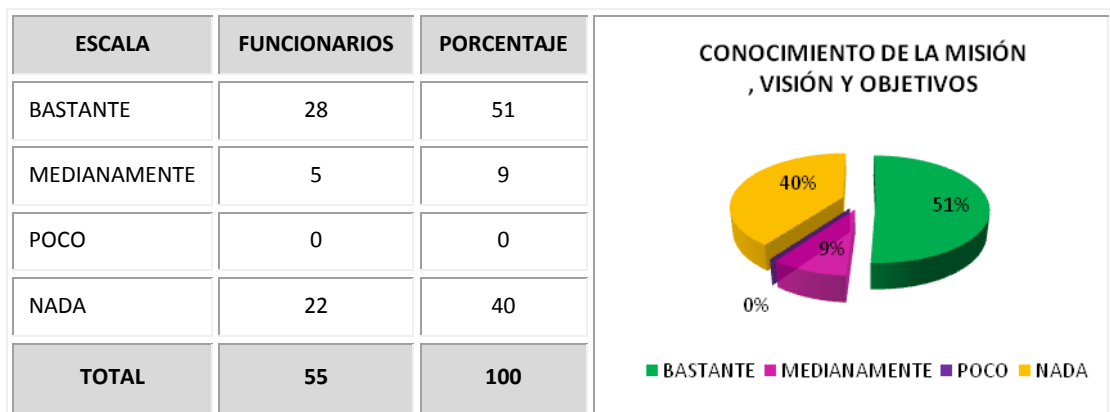 ESCALA FUNCIONARIOS PORCENTAJE
BASTANTE 28 51
MEDIANAMENTE 5 9
POCO 0 0
NADA 22 40
TOTAL 55 100
CONOCIMIENTO DE LA MISIÓN
, VISIÓN Y OBJETIVOS
40%
51%
9%
0%
BASTANTE MEDIANAMENTE POCO NADA